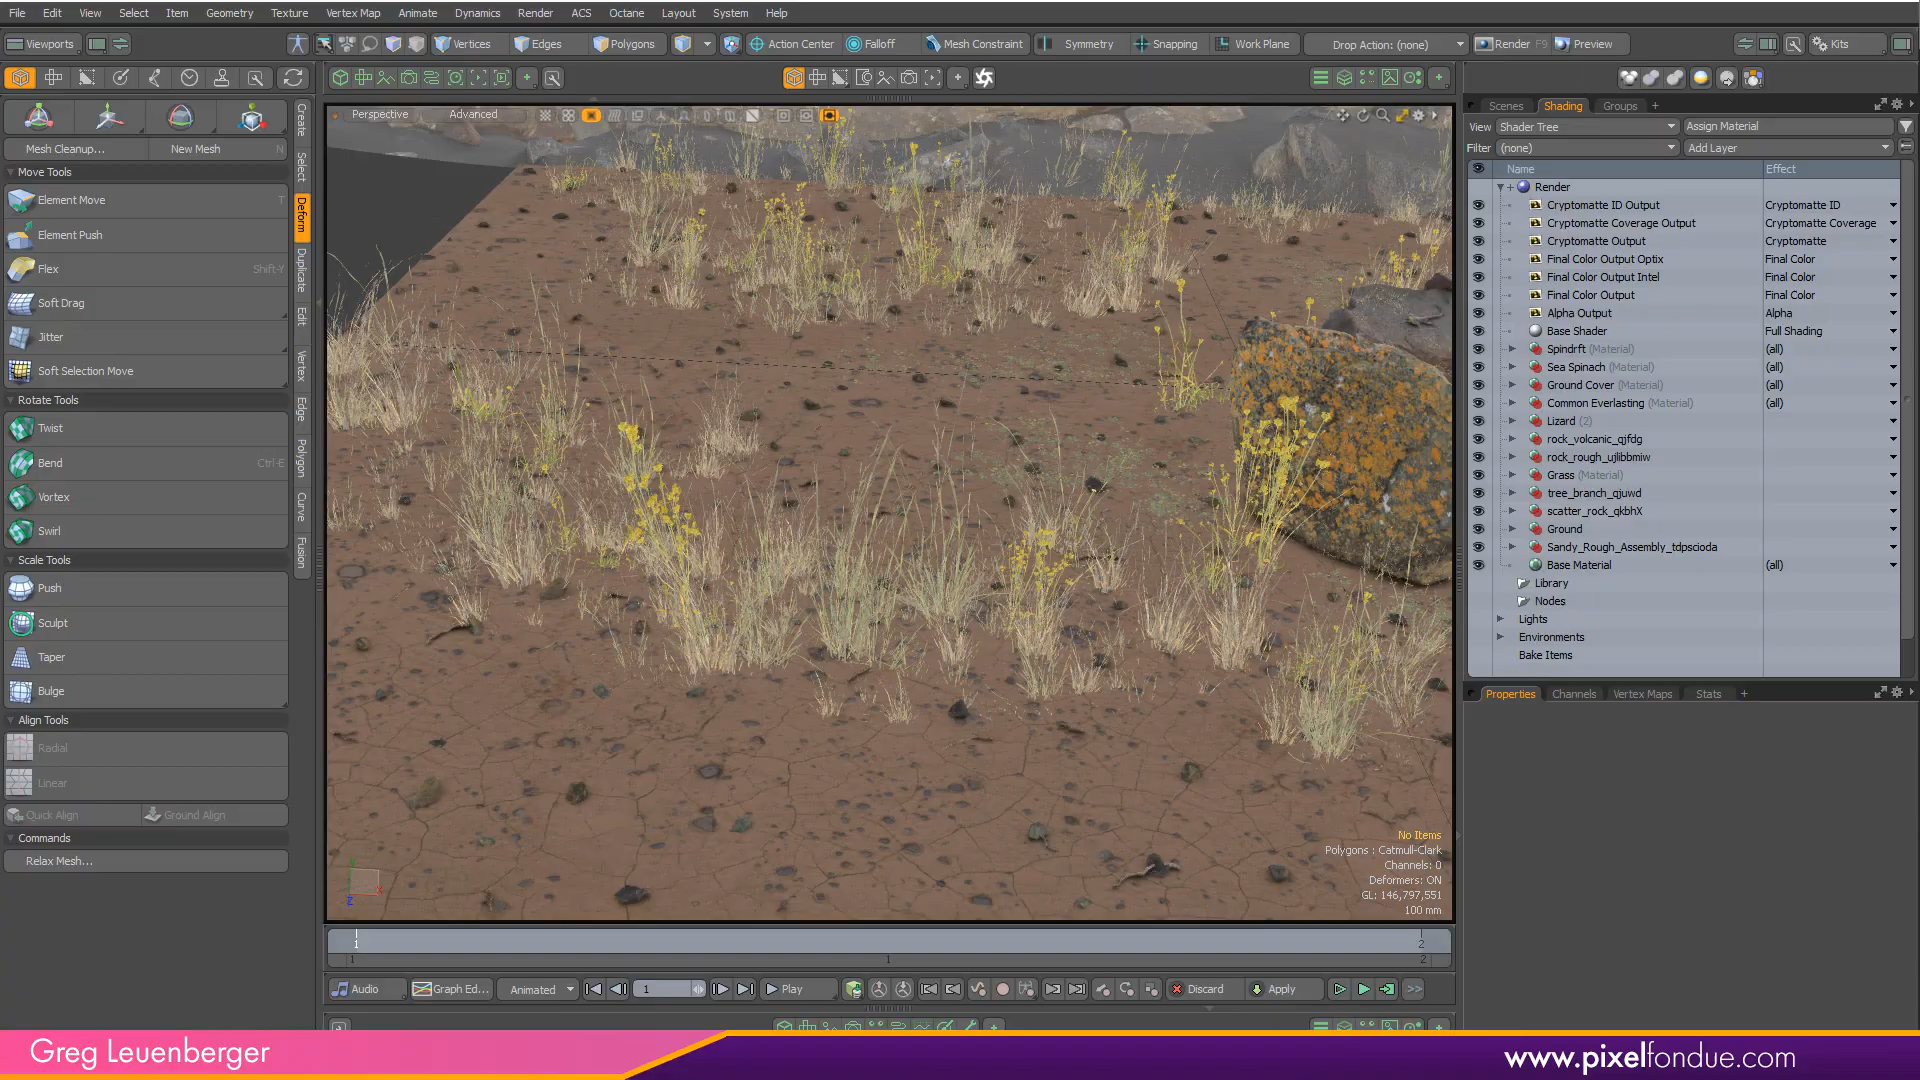 File Edit View Select Item Geometry Texture Vertex Map Animate Dynamics Render ACS Octane Layout System Help
Viewports Vertices Edges Polygons Action Center Falloff Mesh Constraint Symmetry Snapping Work Plane Drop Action: (none) Render F9 Preview Kits
Mesh Cleanup... New Mesh N
Move Tools
Element Move T
Element Push
Flex Shift-Y
Soft Drag
Jitter
Soft Selection Move
Rotate Tools
Twist
Bend Ctrl-E
Vortex
Swirl
Scale Tools
Push
Sculpt
Taper
Bulge
Align Tools
Radial
Linear
Quick Align Ground Align
Commands
Relax Mesh...
Create
Select
Deform
Duplicate
Edit
Vertex
Edge
Polygon
Curve
Fusion
Perspective Advanced
No Items
Polygons : Catmull-Clark
Channels: 0
Deformers: ON
GL: 146,797,551
100 mm
Y
X
Z
1 2
1 1 2
Audio Graph Ed... Animated 1 Play Discard Apply >>
Scenes Shading Groups +
View Shader Tree Assign Material
Filter (none) Add Layer
Name Effect
Render
Cryptomatte ID Output Cryptomatte ID
Cryptomatte Coverage Output Cryptomatte Coverage
Cryptomatte Output Cryptomatte
Final Color Output Optix Final Color
Final Color Output Intel Final Color
Final Color Output Final Color
Alpha Output Alpha
Base Shader Full Shading
Spindrft (Material) (all)
Sea Spinach (Material) (all)
Ground Cover (Material) (all)
Common Everlasting (Material) (all)
Lizard (2)
rock_volcanic_qjfdg
rock_rough_ujlibbmiw
Grass (Material)
tree_branch_qjuwd
scatter_rock_qkbhX
Ground
Sandy_Rough_Assembly_tdpscioda
Base Material (all)
Library
Nodes
Lights
Environments
Bake Items
Properties Channels Vertex Maps Stats +
Greg Leuenberger
www.pixelfondue.com